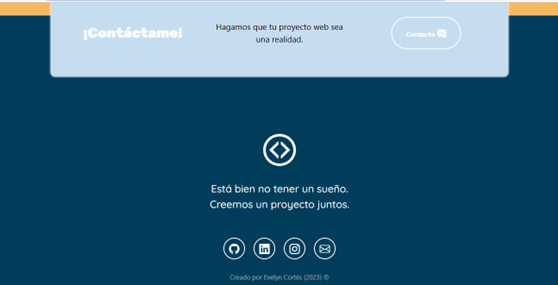 ¡Contáctame!
Hagamos que tu proyecto web sea
una realidad.
Contacto
Está bien no tener un sueño.
Creemos un proyecto juntos.
Creado por Evelyn Cortés (2023) ©